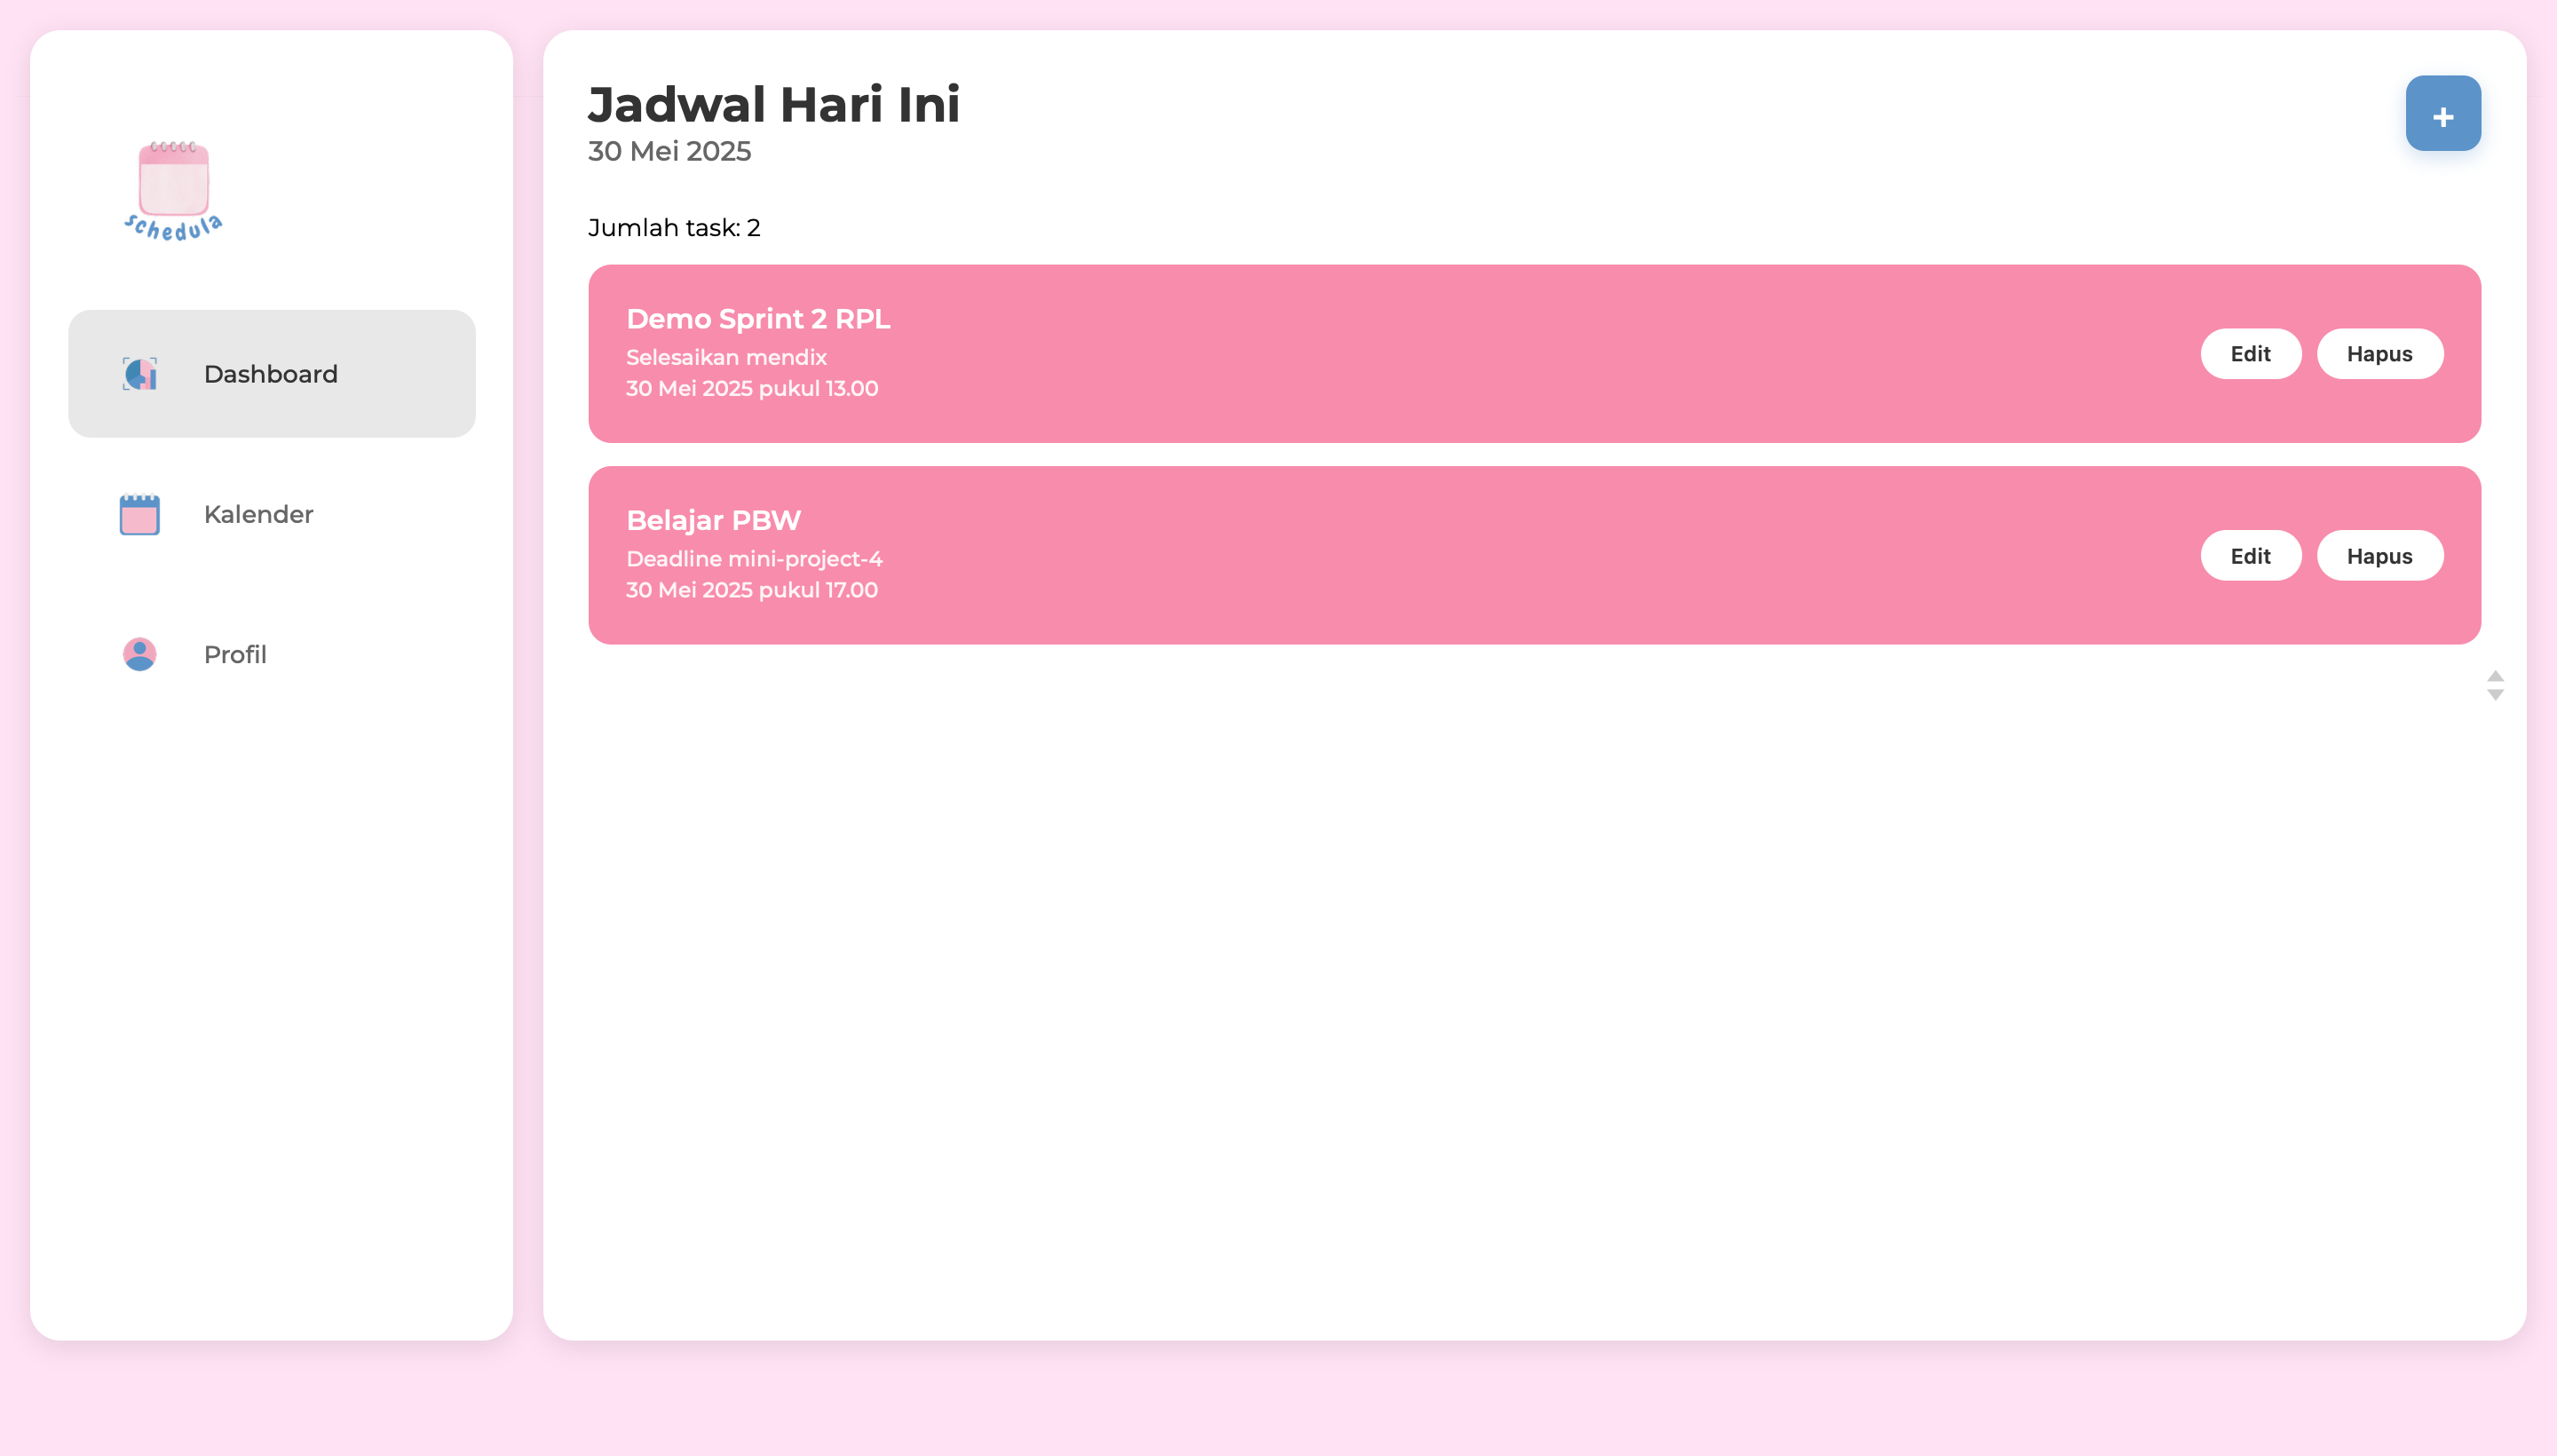 schedula
Dashboard
Kalender
Profil
Jadwal Hari Ini
30 Mei 2025
+
Jumlah task: 2
Demo Sprint 2 RPL
Selesaikan mendix
30 Mei 2025 pukul 13.00
Edit
Hapus
Belajar PBW
Deadline mini-project-4
30 Mei 2025 pukul 17.00
Edit
Hapus